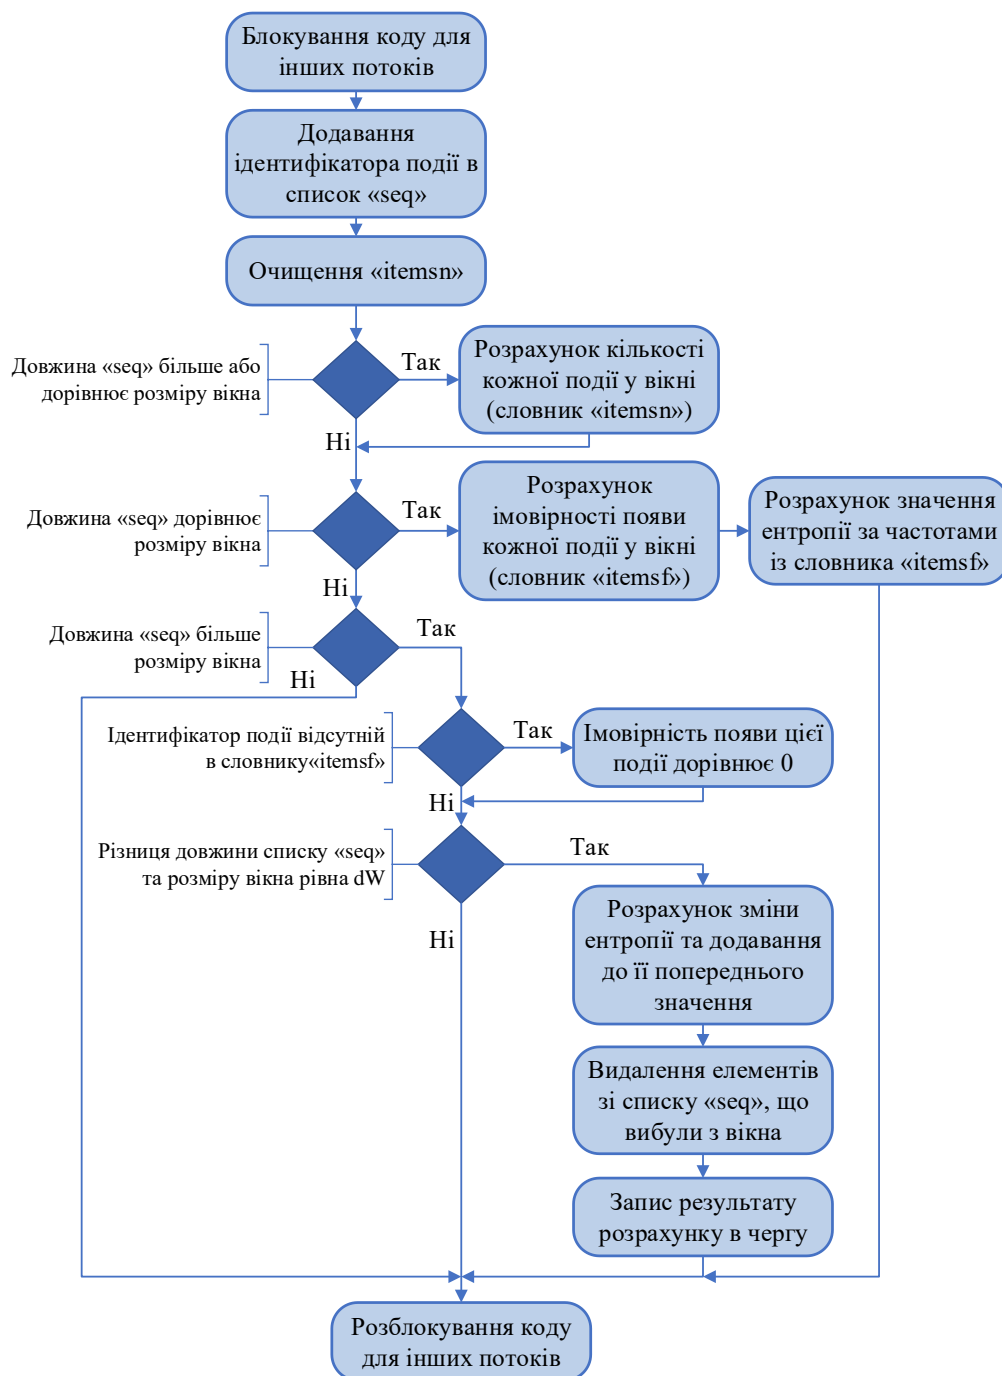 Блокування коду для
інших потоків
Додавання
ідентифікатора події в
список «seq»
Очищення «itemsn»
Довжина «seq» більше або
дорівнює розміру вікна
Так
Розрахунок кількості
кожної події у вікні
(словник «itemsn»)
Ні
Довжина «seq» дорівнює
розміру вікна
Так
Розрахунок
імовірності появи
кожної події у вікні
(словник «itemsf»)
Розрахунок значення
ентропії за частотами
із словника «itemsf»
Ні
Довжина «seq» більше
розміру вікна
Так
Ні
Ідентифікатор події відсутній
в словнику«itemsf»
Так
Імовірність появи цієї
події дорівнює 0
Ні
Різниця довжини списку «seq»
та розміру вікна рівна dW
Так
Ні
Розрахунок зміни
ентропії та додавання
до її попереднього
значення
Видалення елементів
зі списку «seq», що
вибули з вікна
Запис результату
розрахунку в чергу
Розблокування коду
для інших потоків